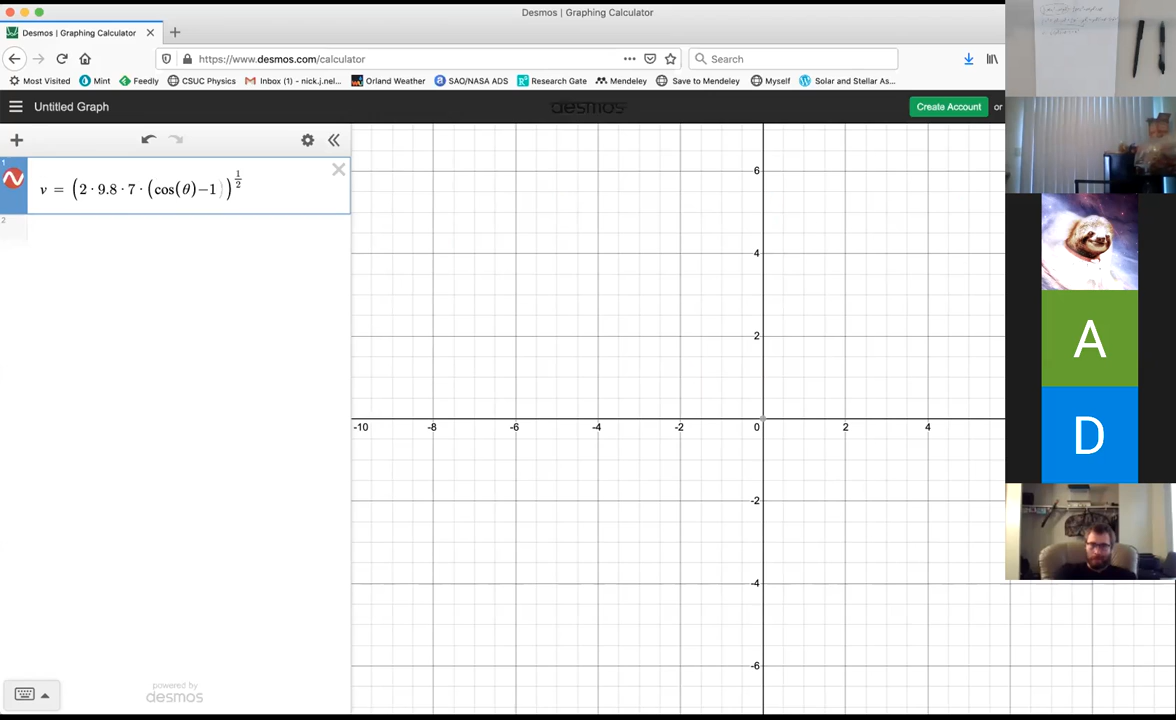 Desmos | Graphing Calculator
Desmos | Graphing Calculator
https://www.desmos.com/calculator
Search
Most Visited
Mint
Feedly
CSUC Physics
Inbox (1) - nick.j.nel...
Orland Weather
SAO/NASA ADS
Research Gate
Mendeley
Save to Mendeley
Myself
Solar and Stellar As...
Untitled Graph
desmos
Create Account
or
1
v = (2 · 9.8 · 7 · (cos(θ) − 1))^{1/2}
2
6
4
2
-10 -8 -6 -4 -2 0 2 4
-2
-4
-6
powered by
desmos
A
D